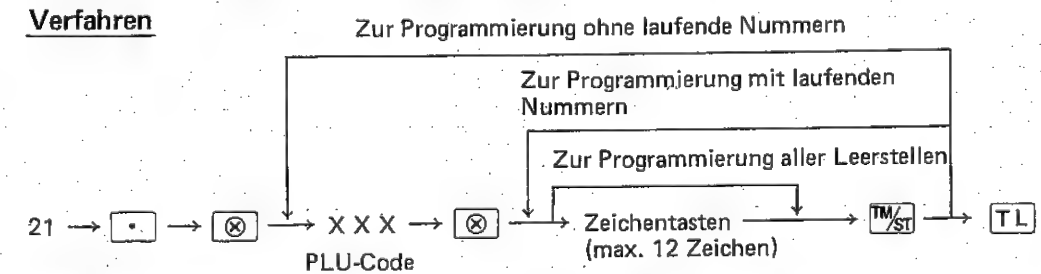 Verfahren
Zur Programmierung ohne laufende Nummern
Zur Programmierung mit laufenden
Nummern
Zur Programmierung aller Leerstellen
21 → [•] → [⊗] → XXX → [⊗] → Zeichentasten → [TM/ST] → [TL]
PLU-Code
(max. 12 Zeichen)